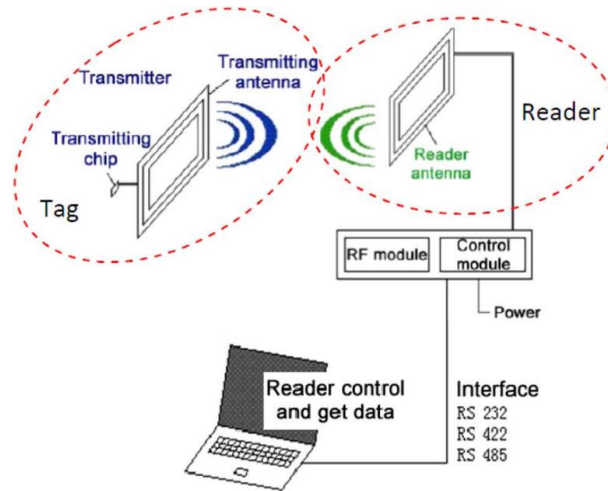 Transmitter
Transmitting
antenna
Transmitting
chip
Tag
Reader
Reader
antenna
RF module
Control
module
Power
Reader control
and get data
Interface
RS 232
RS 422
RS 485